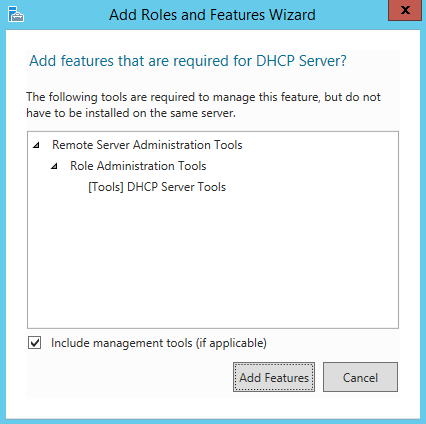 Add Roles and Features Wizard
x
Add features that are required for DHCP Server?
The following tools are required to manage this feature, but do not
have to be installed on the same server.
Remote Server Administration Tools
Role Administration Tools
[Tools] DHCP Server Tools
Include management tools (if applicable)
Add Features
Cancel